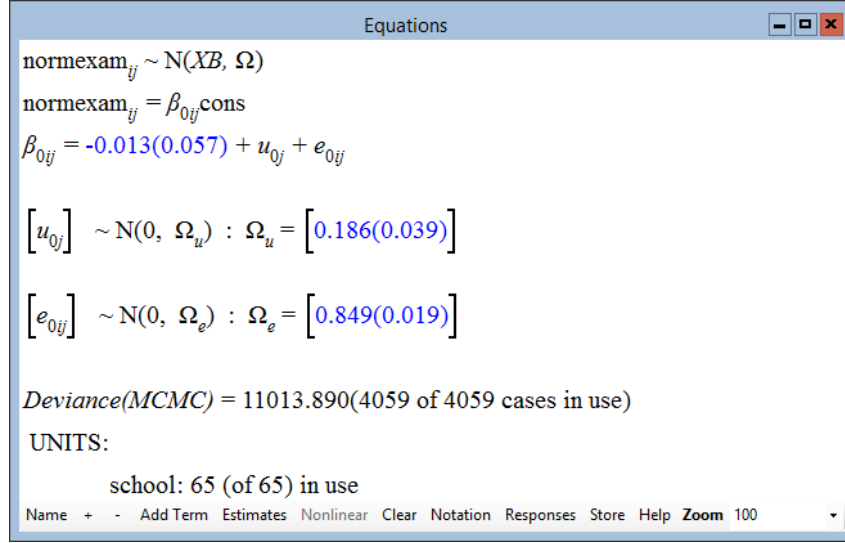 Equations
normexam_ij ~ N(XB, Ω)
normexam_ij = β_0ij cons
β_0ij = -0.013(0.057) + u_0j + e_0ij
[u_0j] ~ N(0, Ω_u) : Ω_u = [0.186(0.039)]
[e_0ij] ~ N(0, Ω_e) : Ω_e = [0.849(0.019)]
Deviance(MCMC) = 11013.890(4059 of 4059 cases in use)
UNITS:
school: 65 (of 65) in use
Name + - Add Term Estimates Nonlinear Clear Notation Responses Store Help Zoom 100